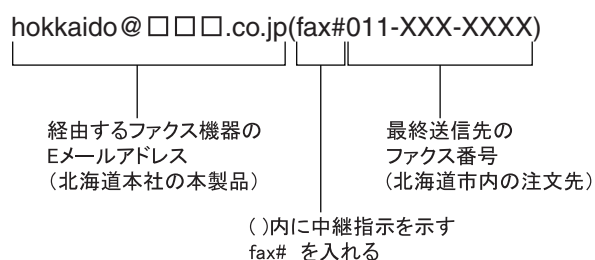 hokkaido@□□□.co.jp(fax#011-XXX-XXXX)
経由するファクス機器の
Eメールアドレス
(北海道本社の本製品)
最終送信先の
ファクス番号
(北海道市内の注文先)
( )内に中継指示を示す
fax# を入れる